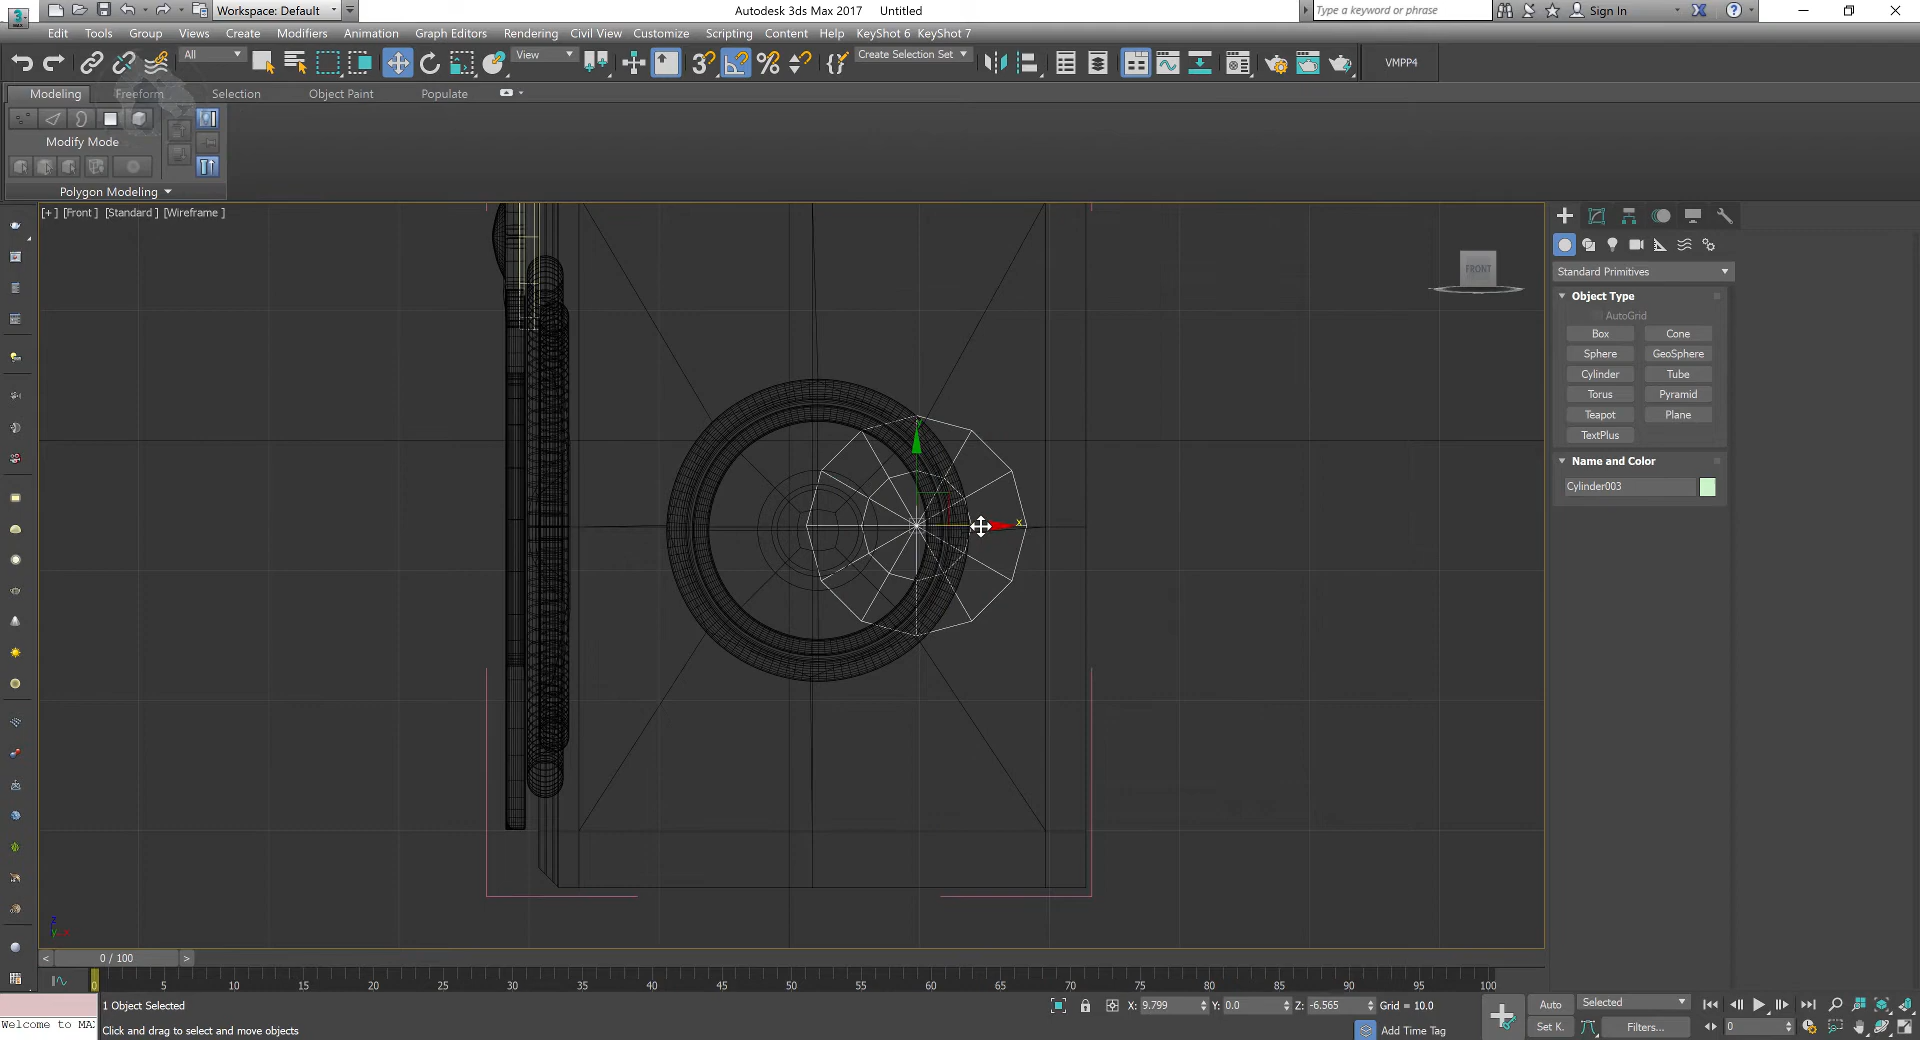 Workspace: Default
Autodesk 3ds Max 2017 Untitled
Type a keyword or phrase
Sign In
Edit Tools Group Views Create Modifiers Animation Graph Editors Rendering Civil View Customize Scripting Content Help KeyShot 6 KeyShot 7
All
View
Create Selection Set
VMPP4
Modeling Freeform Selection Object Paint Populate
Modify Mode
Polygon Modeling
[+] [Front] [Standard] [Wireframe]
FRONT
Standard Primitives
Object Type
AutoGrid
Box Cone
Sphere GeoSphere
Cylinder Tube
Torus Pyramid
Teapot Plane
TextPlus
Name and Color
Cylinder003
y
x
z
0 / 100
0 5 10 15 20 25 30 35 40 45 50 55 60 65 70 75 80 85 90 95 100
1 Object Selected
X: 9.799 Y: 0.0 Z: -6.565 Grid = 10.0
Auto Selected
Welcome to MAX
Click and drag to select and move objects
Add Time Tag
Set K. Filters... 0